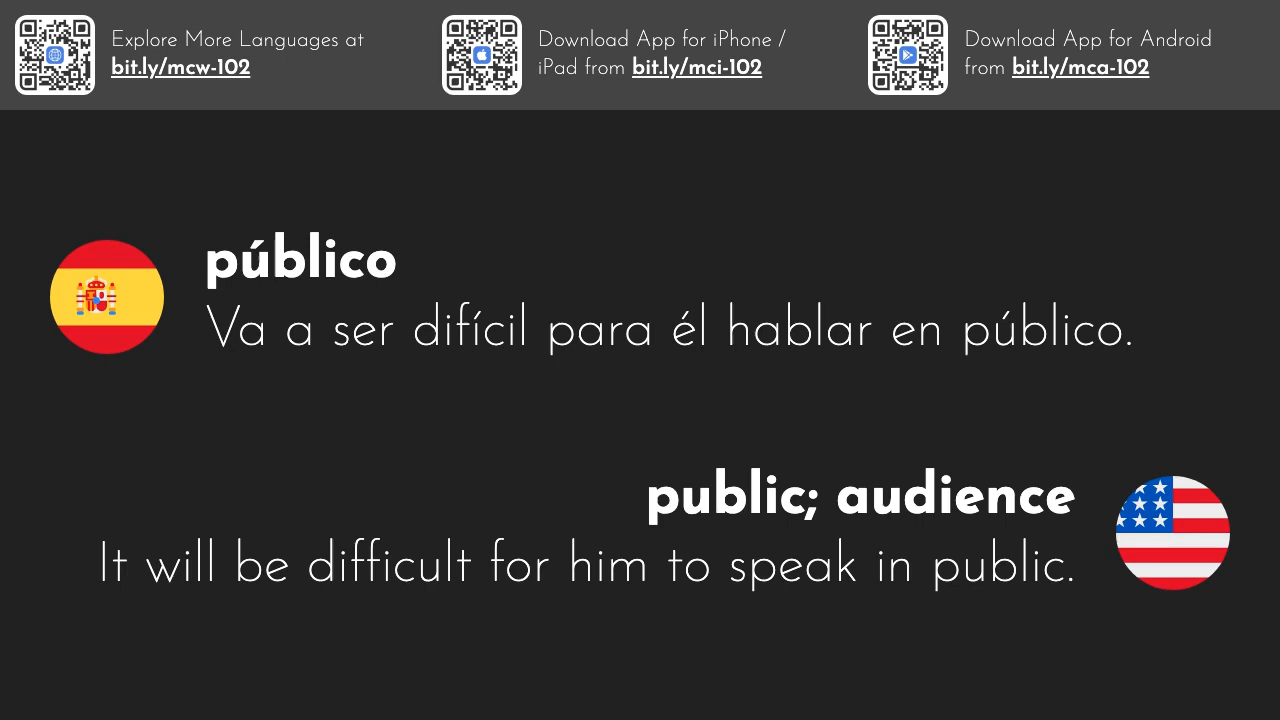 Explore More Languages at
bit.ly/mcw-102
Download App for iPhone /
iPad from bit.ly/mci-102
Download App for Android
from bit.ly/mca-102
público
Va a ser difícil para él hablar en público.
public; audience
It will be difficult for him to speak in public.